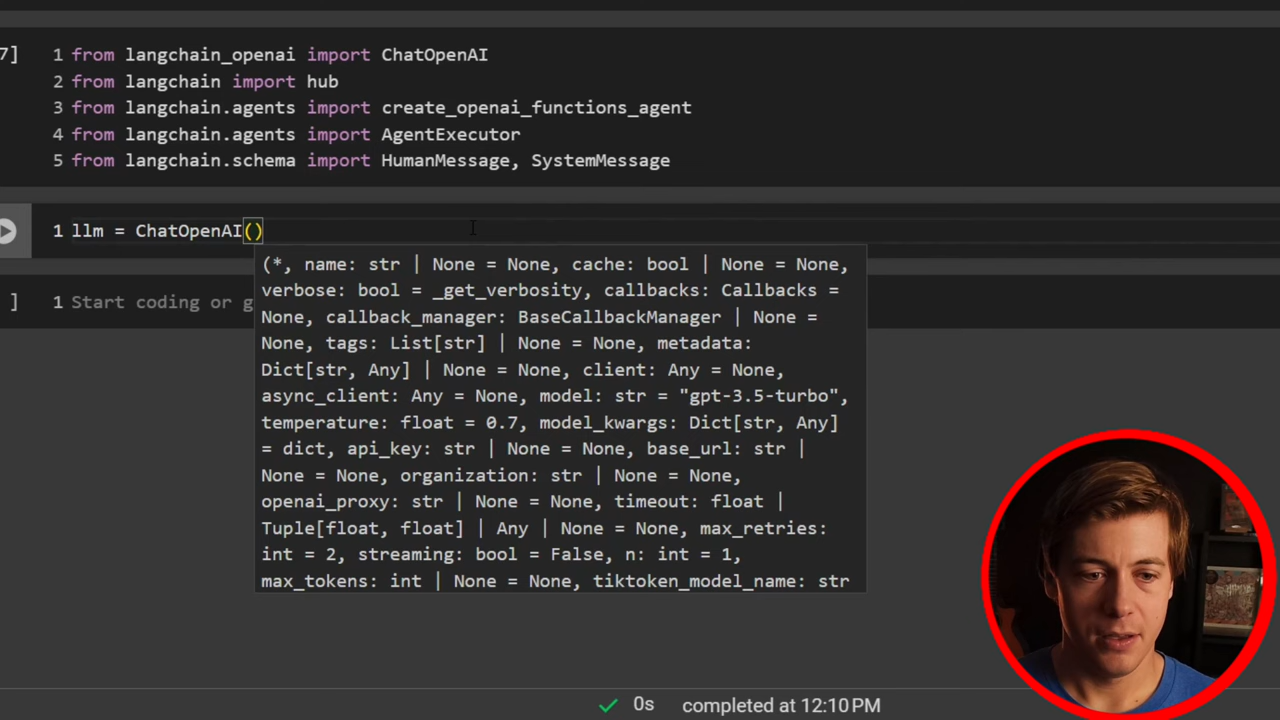 7]
1 from langchain_openai import ChatOpenAI
2 from langchain import hub
3 from langchain.agents import create_openai_functions_agent
4 from langchain.agents import AgentExecutor
5 from langchain.schema import HumanMessage, SystemMessage
1 llm = ChatOpenAI()
(*, name: str | None = None, cache: bool | None = None,
verbose: bool = _get_verbosity, callbacks: Callbacks =
None, callback_manager: BaseCallbackManager | None =
None, tags: List[str] | None = None, metadata:
Dict[str, Any] | None = None, client: Any = None,
async_client: Any = None, model: str = "gpt-3.5-turbo",
temperature: float = 0.7, model_kwargs: Dict[str, Any]
= dict, api_key: str | None = None, base_url: str |
None = None, organization: str | None = None,
openai_proxy: str | None = None, timeout: float |
Tuple[float, float] | Any | None = None, max_retries:
int = 2, streaming: bool = False, n: int = 1,
max_tokens: int | None = None, tiktoken_model_name: str
] 1 Start coding or g
0s completed at 12:10 PM